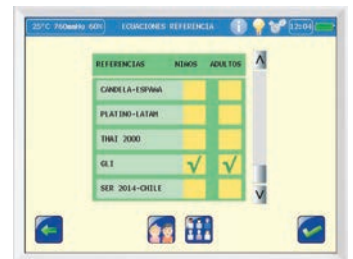 25°C 760mmHg 60% ECUACIONES REFERENCIA 12:04
REFERENCIAS NINOS ADULTOS
CANDELA-ESPAÑA
PLATINO-LATAM
THAI 2000
GLI √ √
SER 2014-CHILE